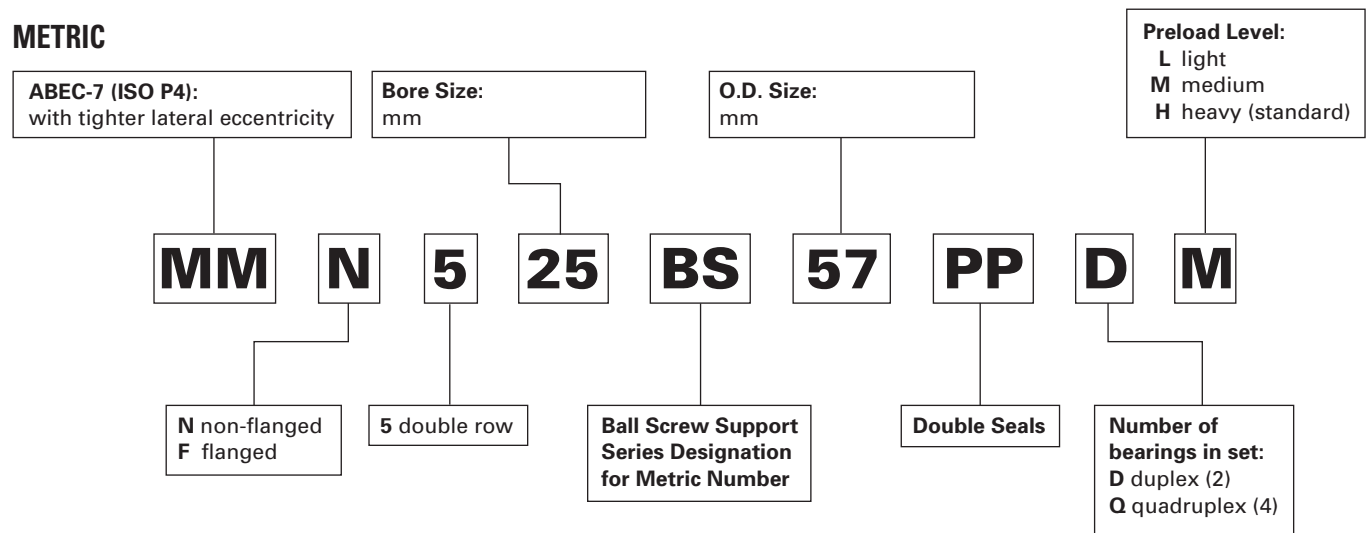 METRIC
ABEC-7 (ISO P4):
with tighter lateral eccentricity
Bore Size:
mm
O.D. Size:
mm
Preload Level:
L light
M medium
H heavy (standard)
MM N 5 25 BS 57 PP D M
N non-flanged
F flanged
5 double row
Ball Screw Support
Series Designation
for Metric Number
Double Seals
Number of
bearings in set:
D duplex (2)
Q quadruplex (4)